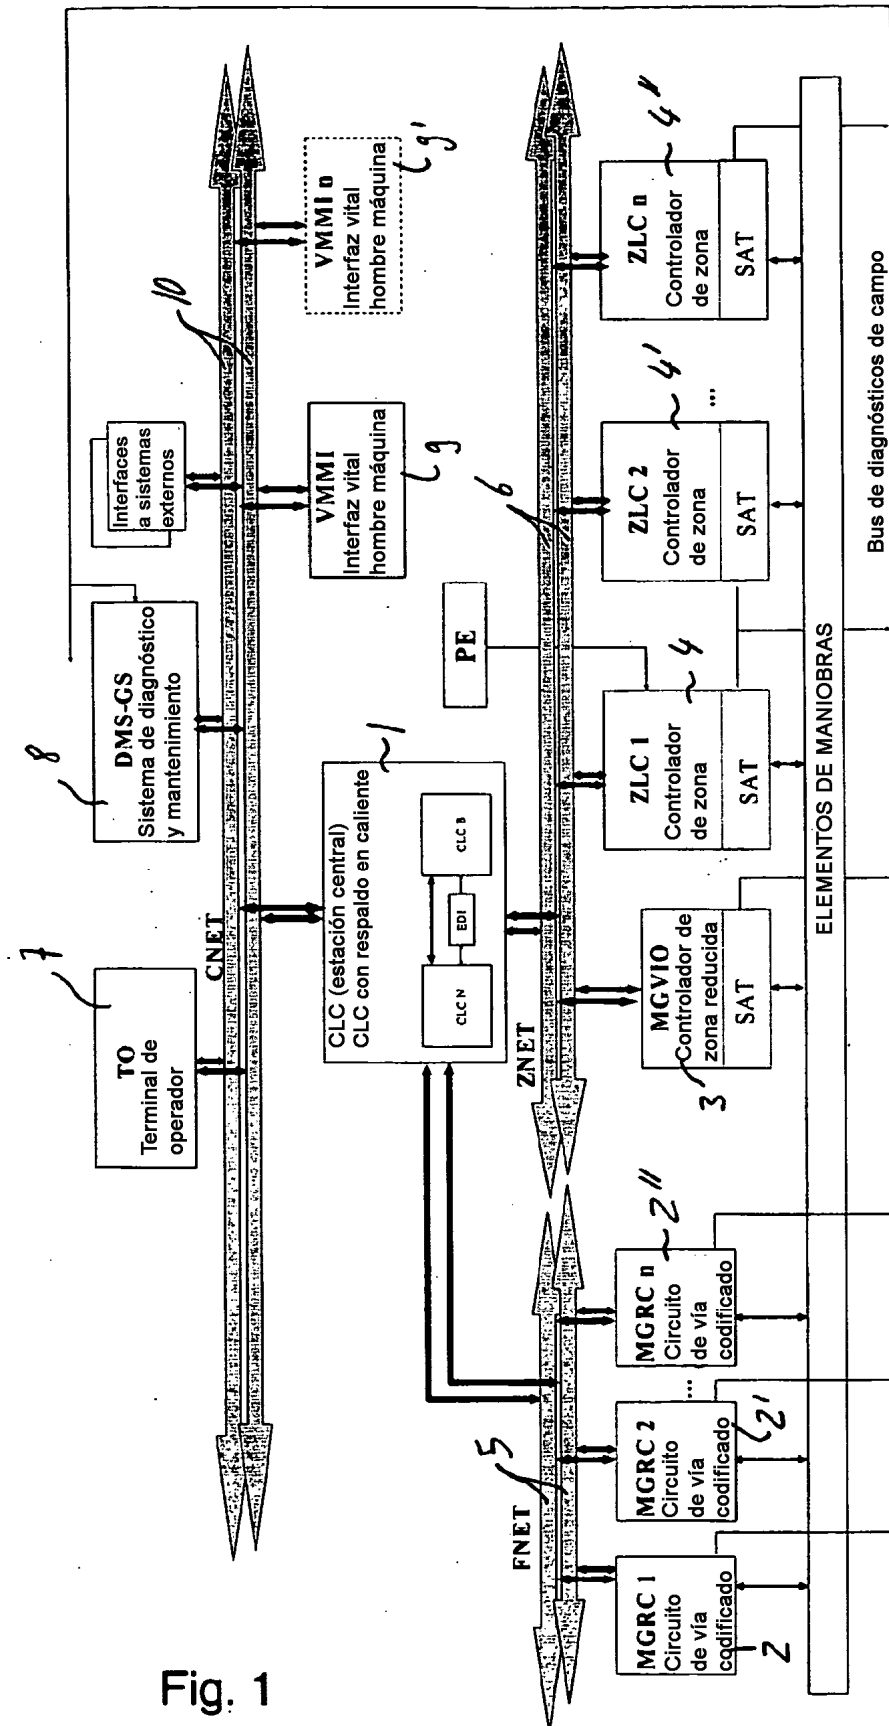 7
TO
Terminal de
operador
8
DMS-GS
Sistema de diagnóstico
y mantenimiento
Interfaces
a sistemas
externos
CNET
10
1
CLC (estación central)
CLC con respaldo en caliente
CLC N
EDI
CLC B
VMMI
Interfaz vital
hombre máquina
9
VMMI n
Interfaz vital
hombre máquina
9'
PE
FNET
5
ZNET
6
MGRC 1
Circuito
de vía
codificado
2
MGRC 2
Circuito
de vía
codificado
2'
...
MGRC n
Circuito
de vía
codificado
2''
MGVIO
Controlador de
zona reducida
SAT
3
ZLC 1
Controlador
de zona
SAT
4
ZLC 2
Controlador
de zona
SAT
4'
...
ZLC n
Controlador
de zona
SAT
4''
ELEMENTOS DE MANIOBRAS
Bus de diagnósticos de campo
Fig. 1